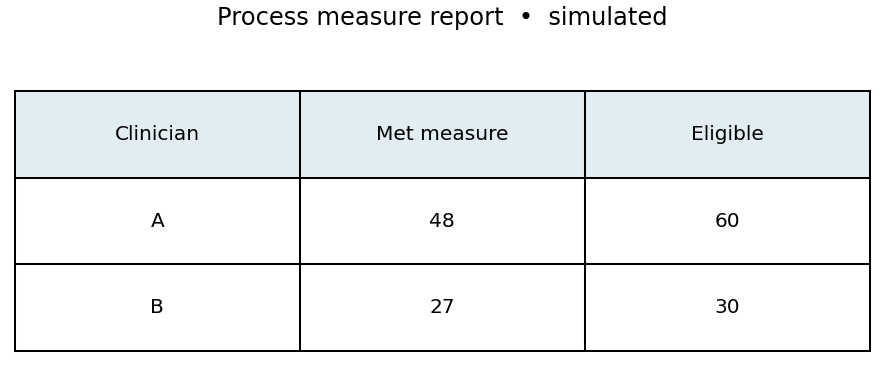 Process measure report • simulated
Clinician Met measure Eligible
A 48 60
B 27 30